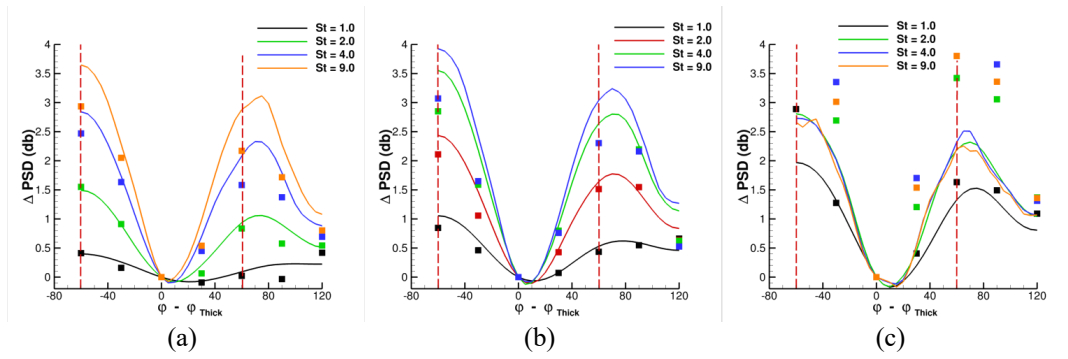 St = 1.0
St = 2.0
St = 4.0
St = 9.0
4
3.5
3
2.5
2
1.5
1
0.5
0
Δ PSD (db)
-80 -40 0 40 80 120
φ - φ Thick
(a)
St = 1.0
St = 2.0
St = 4.0
St = 9.0
4
3.5
3
2.5
2
1.5
1
0.5
0
Δ PSD (db)
-80 -40 0 40 80 120
φ - φ Thick
(b)
St = 1.0
St = 2.0
St = 4.0
St = 9.0
4
3.5
3
2.5
2
1.5
1
0.5
0
Δ PSD (db)
-80 -40 0 40 80 120
φ - φ Thick
(c)